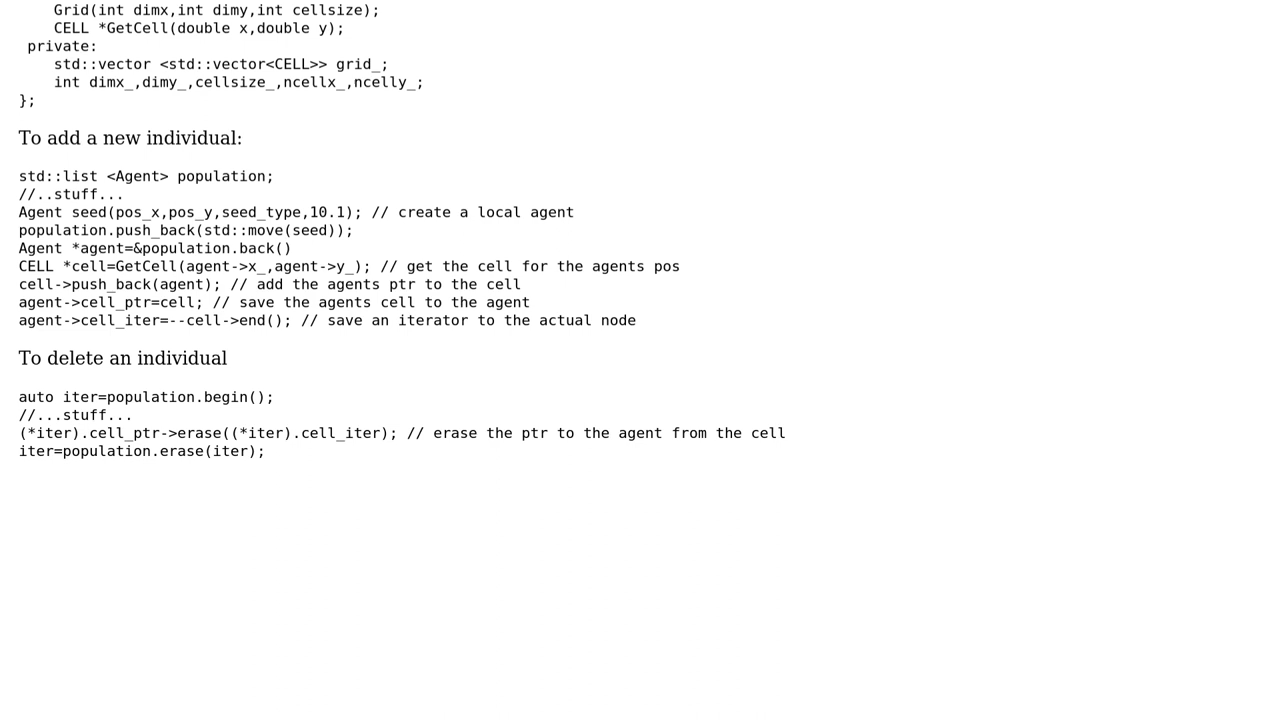 Grid(int dimx,int dimy,int cellsize);
CELL *GetCell(double x,double y);
private:
std::vector <std::vector<CELL>> grid_;
int dimx_,dimy_,cellsize_,ncellx_,ncelly_;
};
To add a new individual:
std::list <Agent> population;
//..stuff...
Agent seed(pos_x,pos_y,seed_type,10.1); // create a local agent
population.push_back(std::move(seed));
Agent *agent=&population.back()
CELL *cell=GetCell(agent->x_,agent->y_); // get the cell for the agents pos
cell->push_back(agent); // add the agents ptr to the cell
agent->cell_ptr=cell; // save the agents cell to the agent
agent->cell_iter=--cell->end(); // save an iterator to the actual node
To delete an individual
auto iter=population.begin();
//...stuff...
(*iter).cell_ptr->erase((*iter).cell_iter); // erase the ptr to the agent from the cell
iter=population.erase(iter);